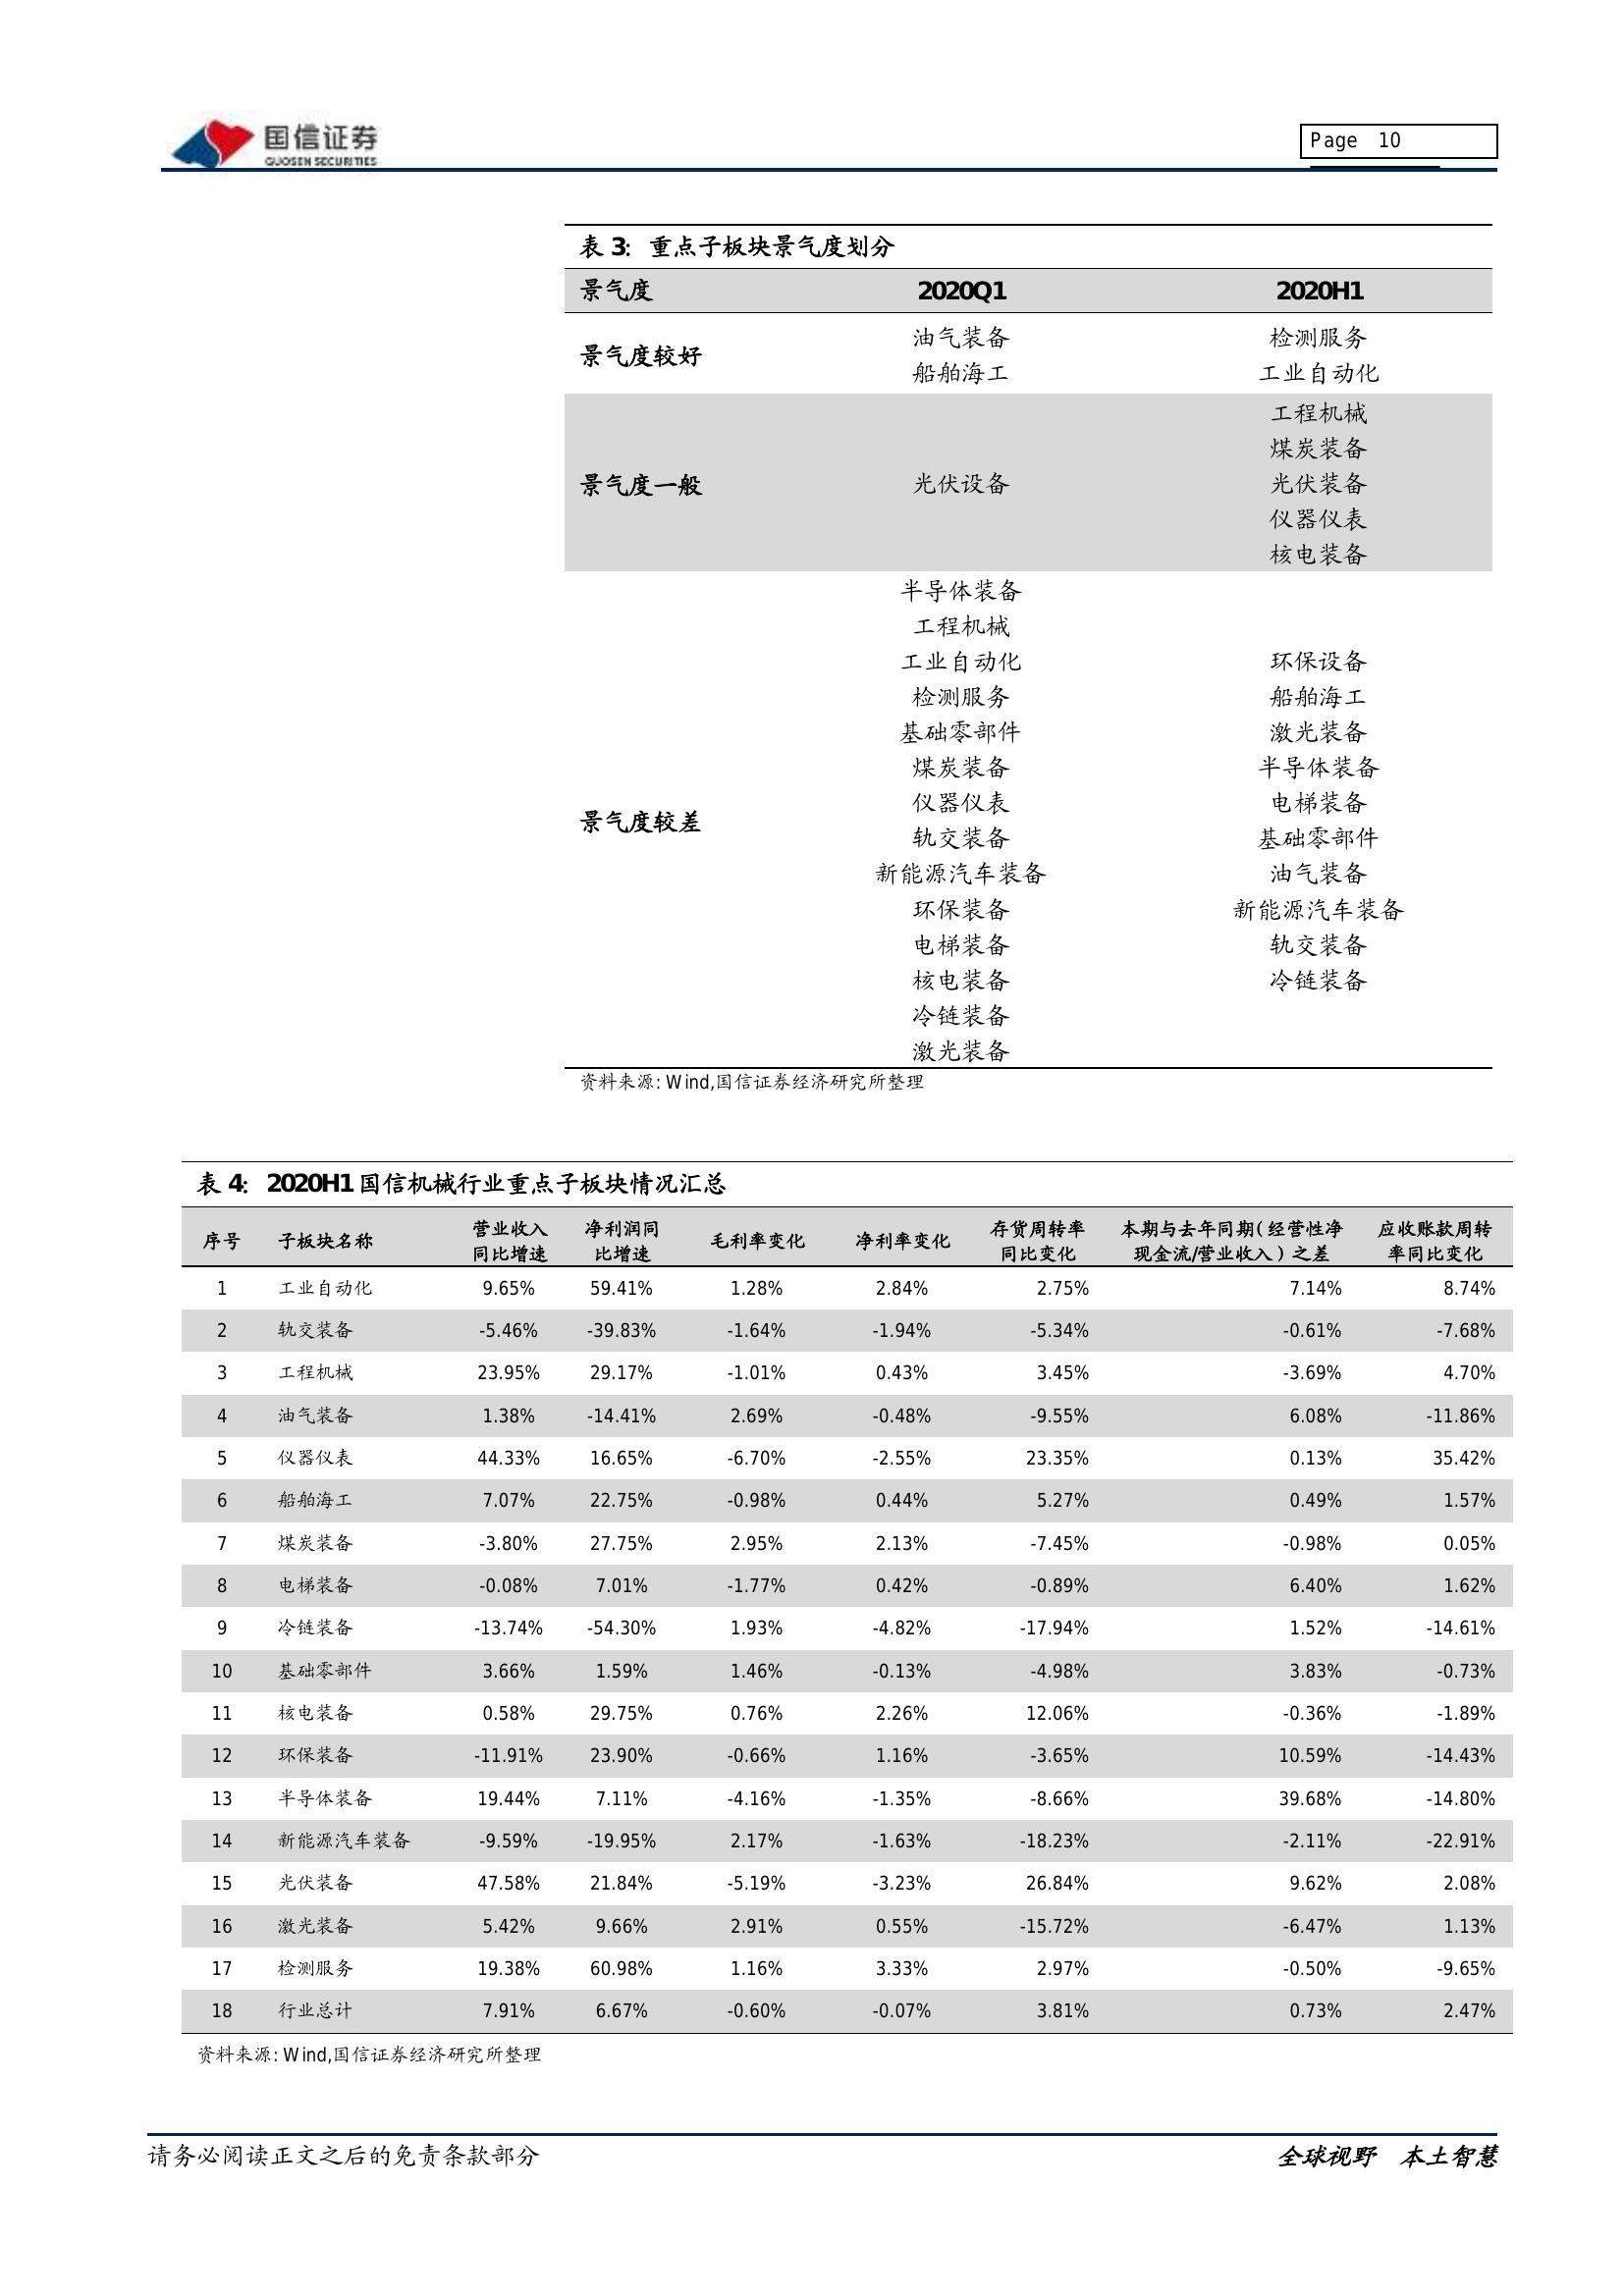 国信证券
GUOSEN SECURITIES
Page 10
表 3: 重点子板块景气度划分
景气度 2020Q1 2020H1
景气度较好
油气装备 检测服务
船舶海工 工业自动化
景气度一般
光伏设备
工程机械
煤炭装备
光伏装备
仪器仪表
核电装备
景气度较差
半导体装备
工程机械
工业自动化 环保设备
检测服务 船舶海工
基础零部件 激光装备
煤炭装备 半导体装备
仪器仪表 电梯装备
轨交装备 基础零部件
新能源汽车装备 油气装备
环保装备 新能源汽车装备
电梯装备 轨交装备
核电装备 冷链装备
冷链装备
激光装备
资料来源: Wind,国信证券经济研究所整理
表 4: 2020H1 国信机械行业重点子板块情况汇总
序号 子板块名称 营业收入同比增速 净利润同比增速 毛利率变化 净利率变化 存货周转率同比变化 本期与去年同期(经营性净现金流/营业收入)之差 应收账款周转率同比变化
1 工业自动化 9.65% 59.41% 1.28% 2.84% 2.75% 7.14% 8.74%
2 轨交装备 -5.46% -39.83% -1.64% -1.94% -5.34% -0.61% -7.68%
3 工程机械 23.95% 29.17% -1.01% 0.43% 3.45% -3.69% 4.70%
4 油气装备 1.38% -14.41% 2.69% -0.48% -9.55% 6.08% -11.86%
5 仪器仪表 44.33% 16.65% -6.70% -2.55% 23.35% 0.13% 35.42%
6 船舶海工 7.07% 22.75% -0.98% 0.44% 5.27% 0.49% 1.57%
7 煤炭装备 -3.80% 27.75% 2.95% 2.13% -7.45% -0.98% 0.05%
8 电梯装备 -0.08% 7.01% -1.77% 0.42% -0.89% 6.40% 1.62%
9 冷链装备 -13.74% -54.30% 1.93% -4.82% -17.94% 1.52% -14.61%
10 基础零部件 3.66% 1.59% 1.46% -0.13% -4.98% 3.83% -0.73%
11 核电装备 0.58% 29.75% 0.76% 2.26% 12.06% -0.36% -1.89%
12 环保装备 -11.91% 23.90% -0.66% 1.16% -3.65% 10.59% -14.43%
13 半导体装备 19.44% 7.11% -4.16% -1.35% -8.66% 39.68% -14.80%
14 新能源汽车装备 -9.59% -19.95% 2.17% -1.63% -18.23% -2.11% -22.91%
15 光伏装备 47.58% 21.84% -5.19% -3.23% 26.84% 9.62% 2.08%
16 激光装备 5.42% 9.66% 2.91% 0.55% -15.72% -6.47% 1.13%
17 检测服务 19.38% 60.98% 1.16% 3.33% 2.97% -0.50% -9.65%
18 行业总计 7.91% 6.67% -0.60% -0.07% 3.81% 0.73% 2.47%
资料来源: Wind,国信证券经济研究所整理
请务必阅读正文之后的免责条款部分
全球视野 本土智慧